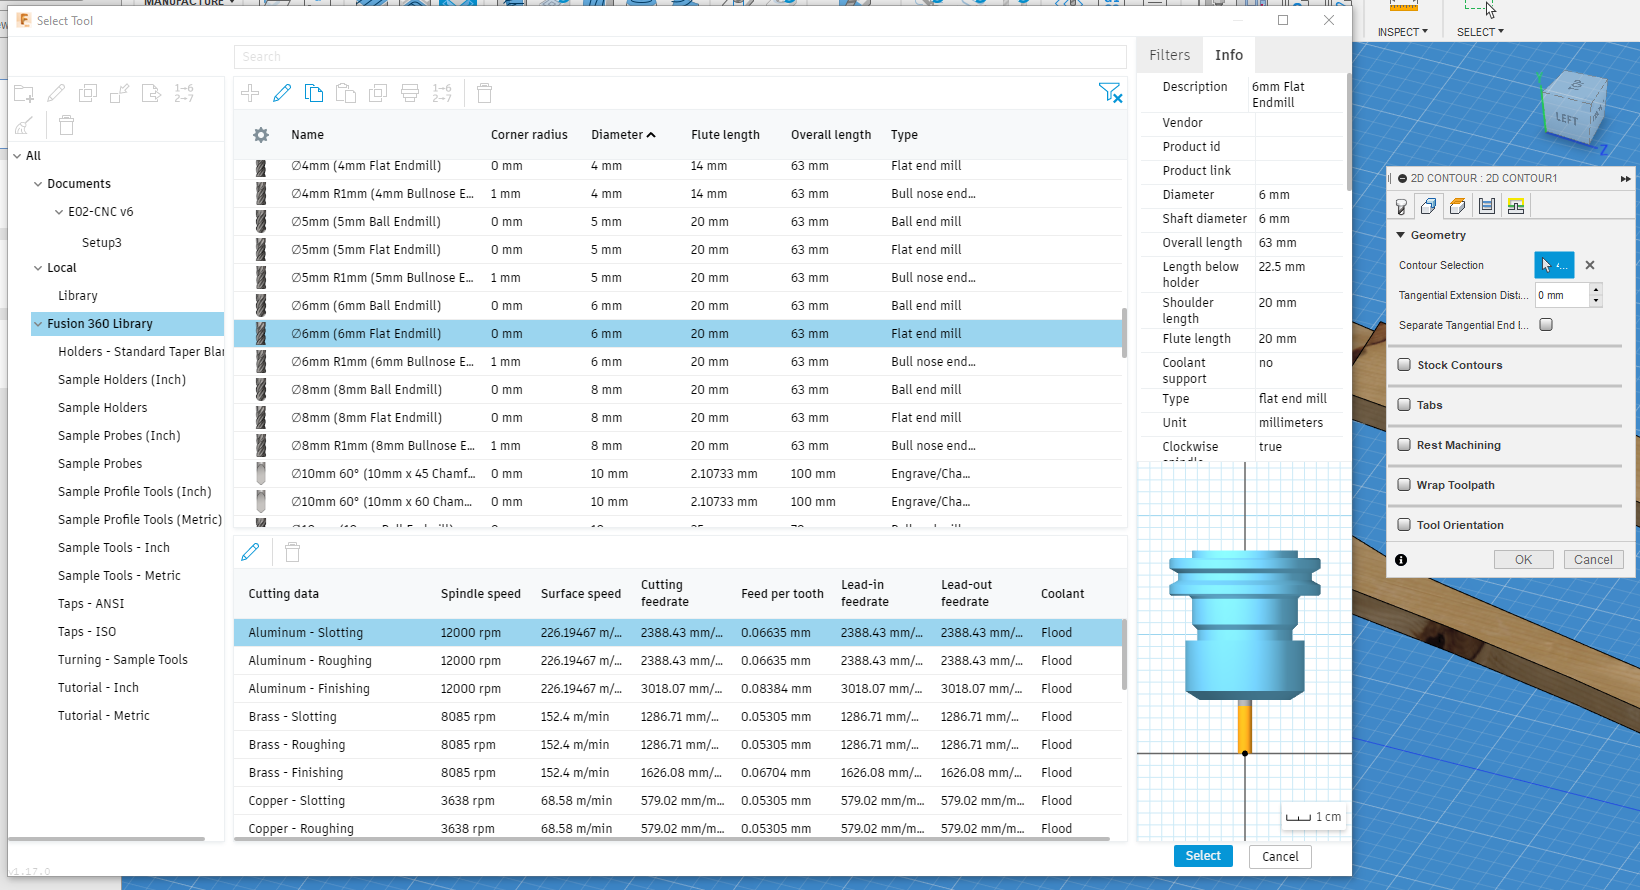 MANUFACTURE
Select Tool
Search
All
Documents
E02-CNC v6
Setup3
Local
Library
Fusion 360 Library
Holders - Standard Taper Blan
Sample Holders (Inch)
Sample Holders
Sample Probes (Inch)
Sample Probes
Sample Profile Tools (Inch)
Sample Profile Tools (Metric)
Sample Tools - Inch
Sample Tools - Metric
Taps - ANSI
Taps - ISO
Turning - Sample Tools
Tutorial - Inch
Tutorial - Metric
v1.17.0
Name Corner radius Diameter Flute length Overall length Type
∅4mm (4mm Flat Endmill) 0 mm 4 mm 14 mm 63 mm Flat end mill
∅4mm R1mm (4mm Bullnose E... 1 mm 4 mm 14 mm 63 mm Bull nose end...
∅5mm (5mm Ball Endmill) 0 mm 5 mm 20 mm 63 mm Ball end mill
∅5mm (5mm Flat Endmill) 0 mm 5 mm 20 mm 63 mm Flat end mill
∅5mm R1mm (5mm Bullnose E... 1 mm 5 mm 20 mm 63 mm Bull nose end...
∅6mm (6mm Ball Endmill) 0 mm 6 mm 20 mm 63 mm Ball end mill
∅6mm (6mm Flat Endmill) 0 mm 6 mm 20 mm 63 mm Flat end mill
∅6mm R1mm (6mm Bullnose E... 1 mm 6 mm 20 mm 63 mm Bull nose end...
∅8mm (8mm Ball Endmill) 0 mm 8 mm 20 mm 63 mm Ball end mill
∅8mm (8mm Flat Endmill) 0 mm 8 mm 20 mm 63 mm Flat end mill
∅8mm R1mm (8mm Bullnose E... 1 mm 8 mm 20 mm 63 mm Bull nose end...
∅10mm 60° (10mm x 45 Chamf... 0 mm 10 mm 2.10733 mm 100 mm Engrave/Cha...
∅10mm 60° (10mm x 60 Cham... 0 mm 10 mm 2.10733 mm 100 mm Engrave/Cha...
Cutting data Spindle speed Surface speed Cutting feedrate Feed per tooth Lead-in feedrate Lead-out feedrate Coolant
Aluminum - Slotting 12000 rpm 226.19467 m/... 2388.43 mm/... 0.06635 mm 2388.43 mm/... 2388.43 mm/... Flood
Aluminum - Roughing 12000 rpm 226.19467 m/... 2388.43 mm/... 0.06635 mm 2388.43 mm/... 2388.43 mm/... Flood
Aluminum - Finishing 12000 rpm 226.19467 m/... 3018.07 mm/... 0.08384 mm 3018.07 mm/... 3018.07 mm/... Flood
Brass - Slotting 8085 rpm 152.4 m/min 1286.71 mm/... 0.05305 mm 1286.71 mm/... 1286.71 mm/... Flood
Brass - Roughing 8085 rpm 152.4 m/min 1286.71 mm/... 0.05305 mm 1286.71 mm/... 1286.71 mm/... Flood
Brass - Finishing 8085 rpm 152.4 m/min 1626.08 mm/... 0.06704 mm 1626.08 mm/... 1626.08 mm/... Flood
Copper - Slotting 3638 rpm 68.58 m/min 579.02 mm/m... 0.05305 mm 579.02 mm/... 579.02 mm/... Flood
Copper - Roughing 3638 rpm 68.58 m/min 579.02 mm/m... 0.05305 mm 579.02 mm/... 579.02 mm/... Flood
Filters Info
Description 6mm Flat
Endmill
Vendor
Product id
Product link
Diameter 6 mm
Shaft diameter 6 mm
Overall length 63 mm
Length below 22.5 mm
holder
Shoulder 20 mm
length
Flute length 20 mm
Coolant no
support
Type flat end mill
Unit millimeters
Clockwise true
1 cm
Select Cancel
INSPECT SELECT
TOP
LEFT
Y
Z
2D CONTOUR : 2D CONTOUR1
Geometry
Contour Selection 4...
Tangential Extension Dista... 0 mm
Separate Tangential End I...
Stock Contours
Tabs
Rest Machining
Wrap Toolpath
Tool Orientation
OK Cancel